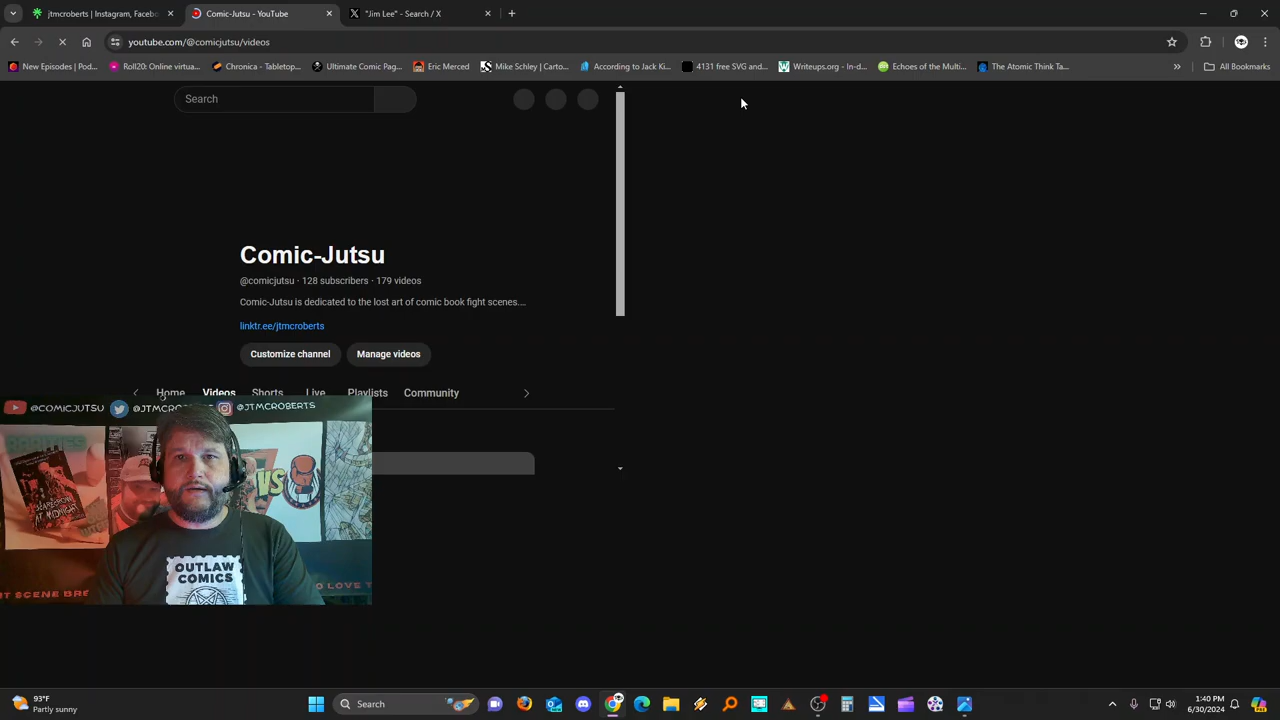 jtmcroberts | Instagram, Facebo
Comic-Jutsu - YouTube
"Jim Lee" - Search / X
youtube.com/@comicjutsu/videos
New Episodes | Pod...
Roll20: Online virtua...
Chronica - Tabletop...
Ultimate Comic Pag...
Eric Merced
Mike Schley | Carto...
According to Jack Ki...
4131 free SVG and...
Writeups.org - In-d...
Echoes of the Multi...
The Atomic Think Ta...
All Bookmarks
Search
Comic-Jutsu
@comicjutsu · 128 subscribers · 179 videos
Comic-Jutsu is dedicated to the lost art of comic book fight scenes....
linktr.ee/jtmcroberts
Customize channel
Manage videos
Home
Videos
Shorts
Live
Playlists
Community
@COMICJUTSU
@JTMCROBERTS
SCARECROW
AT MIDNIGHT
VS
OUTLAW
COMICS
93°F
Partly sunny
Search
1:40 PM
6/30/2024